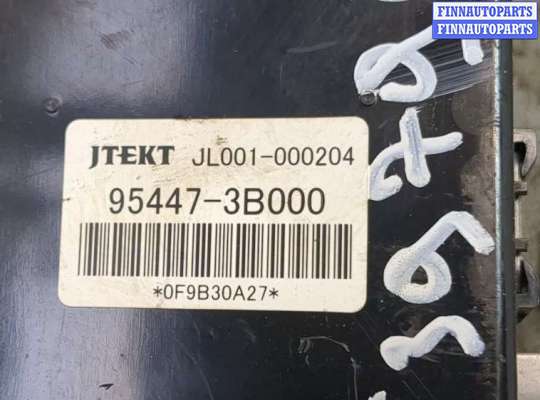 FINNAUTOPARTS
FINNAUTOPARTS
JTEKT JL001-000204
95447-3B000
*0F9B30A27*